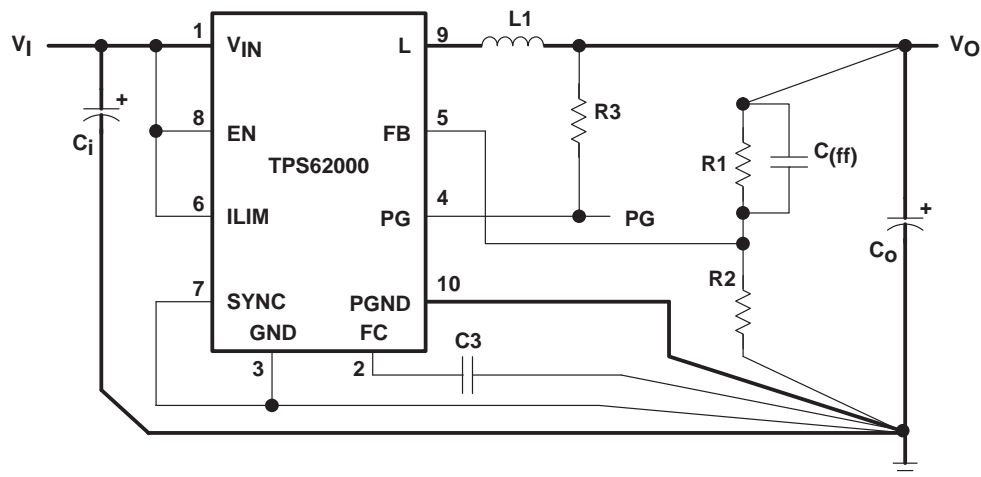 L1
1
9
VI
VIN
L
VO
+
8
5
R3
Ci
EN
FB
R1
C(ff)
TPS62000
6
4
ILIM
PG
PG
+
Co
7
10
R2
SYNC
PGND
GND
FC
C3
3
2